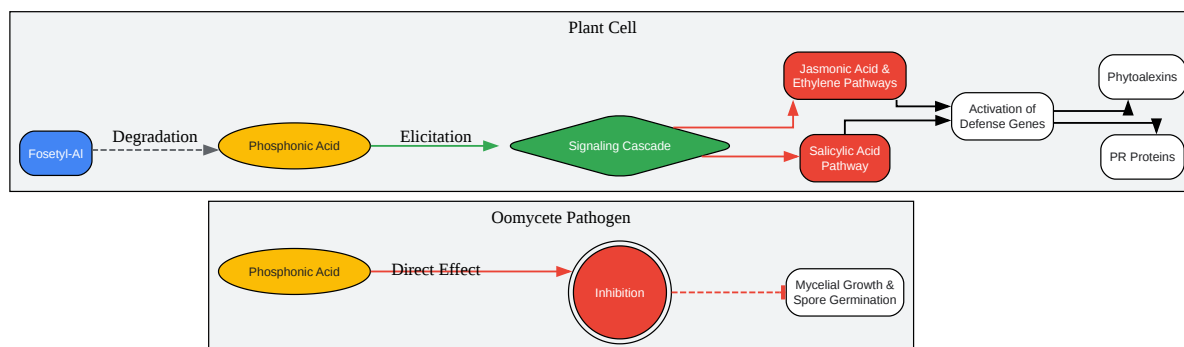 Plant Cell
Jasmonic Acid &
Ethylene Pathways
Phytoalexins
Activation of
Defense Genes
Degradation
Elicitation
Fosetyl-Al
Phosphonic Acid
Signaling Cascade
Salicylic Acid
Pathway
PR Proteins
Oomycete Pathogen
Phosphonic Acid
Direct Effect
Inhibition
Mycelial Growth &
Spore Germination